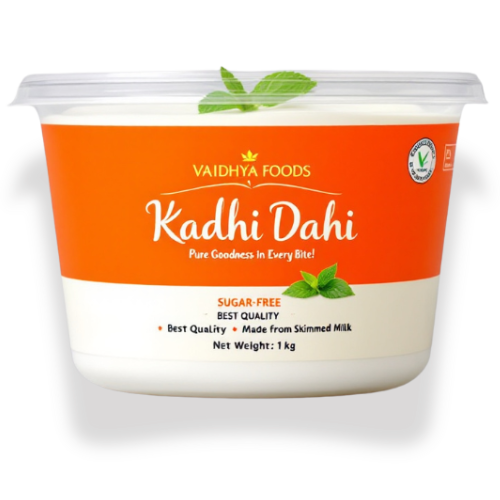 VAIDHYA FOODS
Kadhi Dahi
Pure Goodness In Every Bite!
SUGAR-FREE
BEST QUALITY
• Best Quality • Made from Skimmed Milk
Net Weight: 1 kg